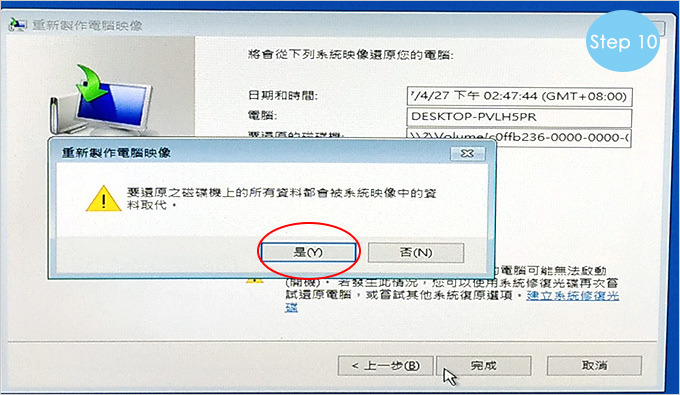 重新製作電腦映像
Step 10
將會從下列系統映像還原您的電腦:
日期和時間:
/4/27 下午 02:47:44 (GMT+08:00)
電腦:
DESKTOP-PVLH5PR
要還原的磁碟機:
\\?\Volume{c0ffb236-0000-0000-
重新製作電腦映像
要還原之磁碟機上的所有資料都會被系統映像中的資
料取代。
是(Y)
否(N)
的電腦可能無法啟動
(開機)。若發生此情況，您可以使用系統修復光碟再次嘗
試還原電腦，或嘗試其他系統復原選項。建立系統修復光
碟
< 上一步(B)
完成
取消